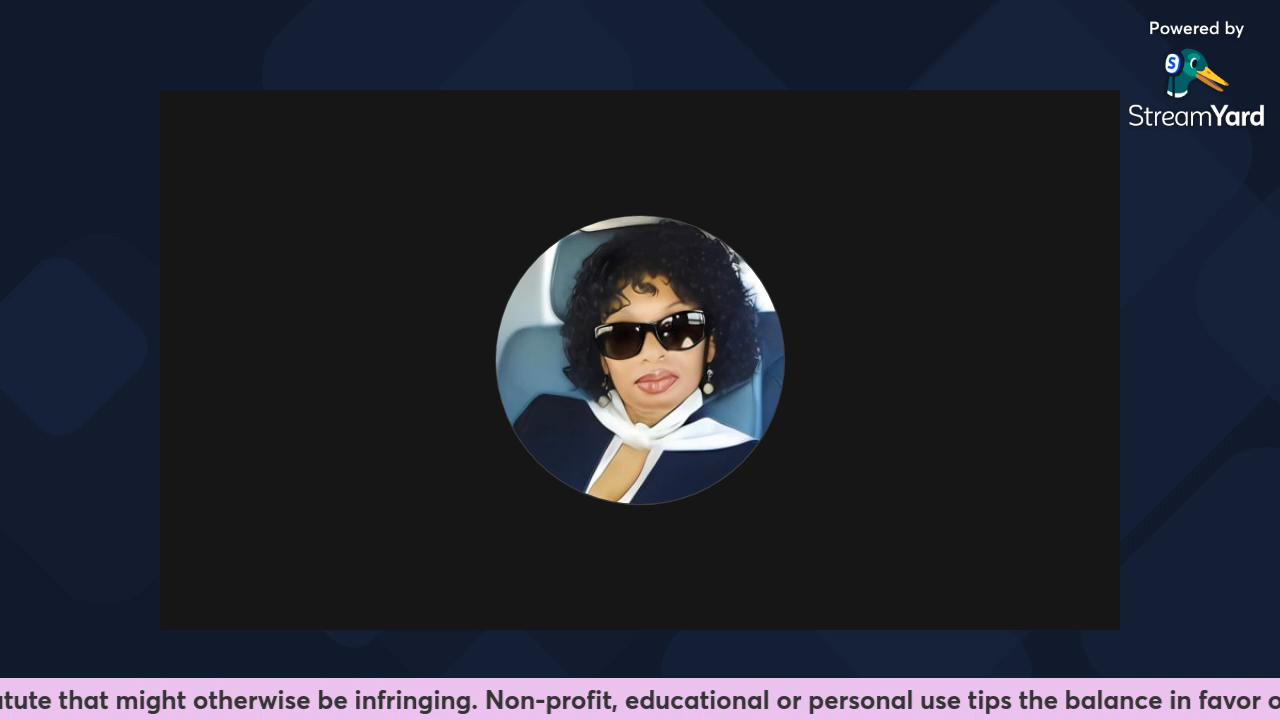 Powered by
S
StreamYard
that might otherwise be infringing. Non-profit, educational or personal use tips the balance in favor